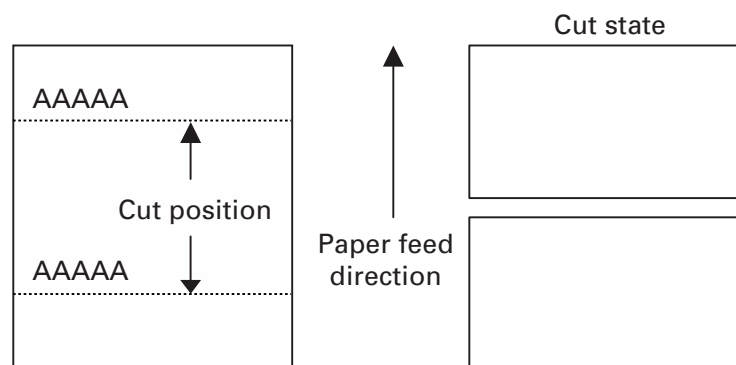 Cut state
AAAAA
Cut position
Paper feed
direction
AAAAA